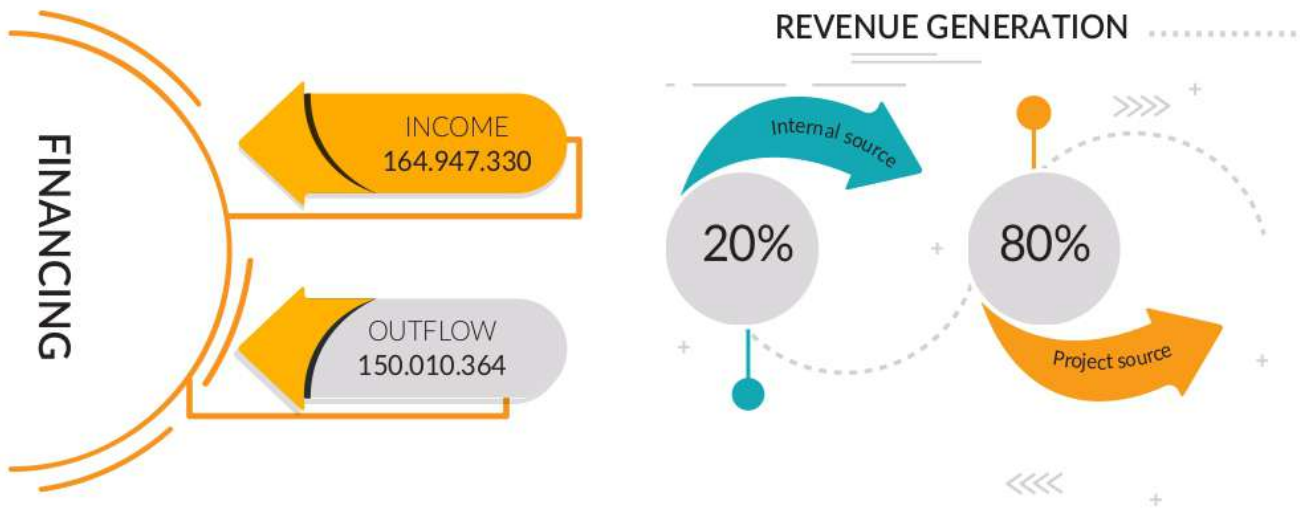 FINANCING
INCOME
164.947.330
OUTFLOW
150.010.364
REVENUE GENERATION
Internal source
20%
80%
Project source